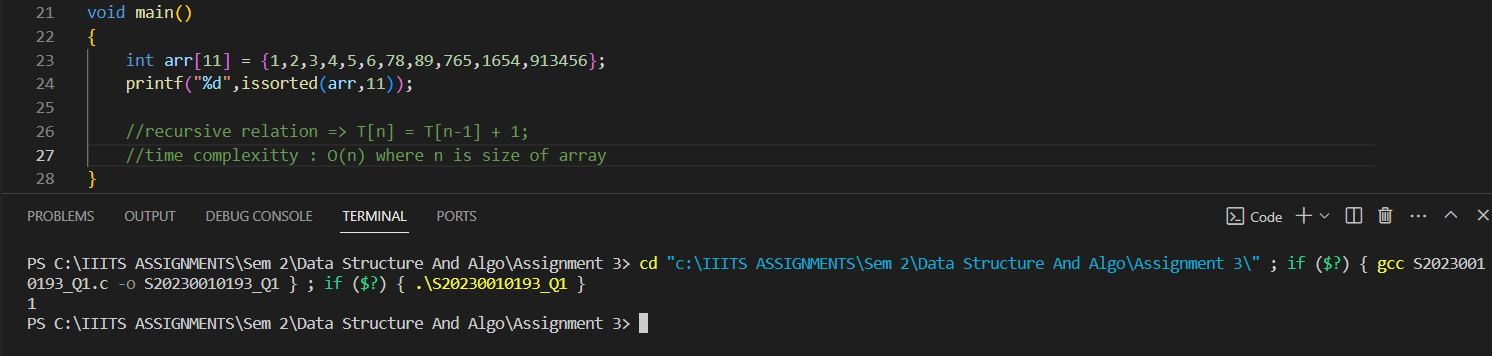 21 void main()
22 {
23 int arr[11] = {1,2,3,4,5,6,78,89,765,1654,913456};
24 printf("%d",issorted(arr,11));
25
26 //recursive relation => T[n] = T[n-1] + 1;
27 //time complexitty : O(n) where n is size of array
28 }
PROBLEMS OUTPUT DEBUG CONSOLE TERMINAL PORTS Code
PS C:\IIITS ASSIGNMENTS\Sem 2\Data Structure And Algo\Assignment 3> cd "c:\IIITS ASSIGNMENTS\Sem 2\Data Structure And Algo\Assignment 3\" ; if ($?) { gcc S2023001
0193_Q1.c -o S20230010193_Q1 } ; if ($?) { .\S20230010193_Q1 }
1
PS C:\IIITS ASSIGNMENTS\Sem 2\Data Structure And Algo\Assignment 3>